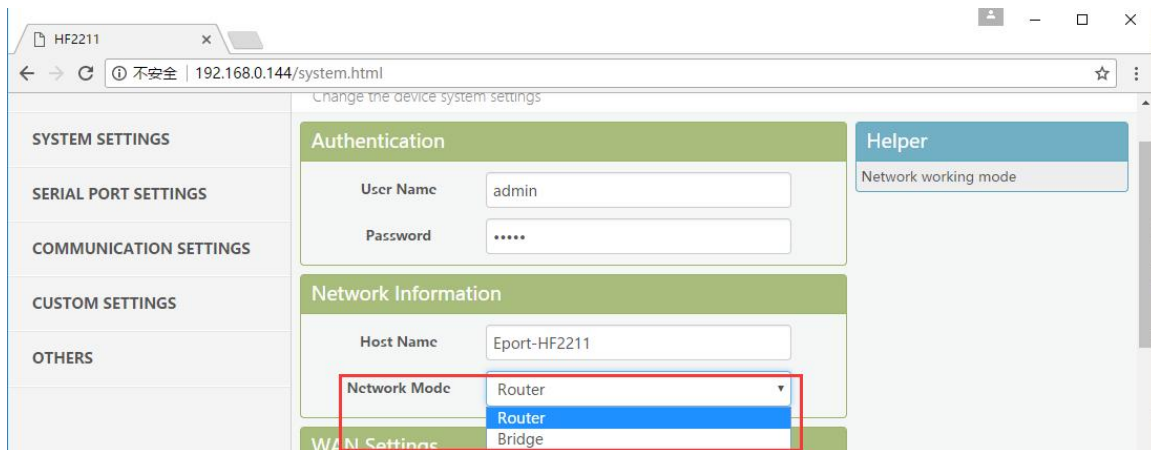 HF2211
不安全 | 192.168.0.144/system.html
Change the device system settings
SYSTEM SETTINGS
SERIAL PORT SETTINGS
COMMUNICATION SETTINGS
CUSTOM SETTINGS
OTHERS
Authentication
User Name
admin
Password
•••••
Network Information
Host Name
Eport-HF2211
Network Mode
Router
Router
Bridge
WAN Settings
Helper
Network working mode